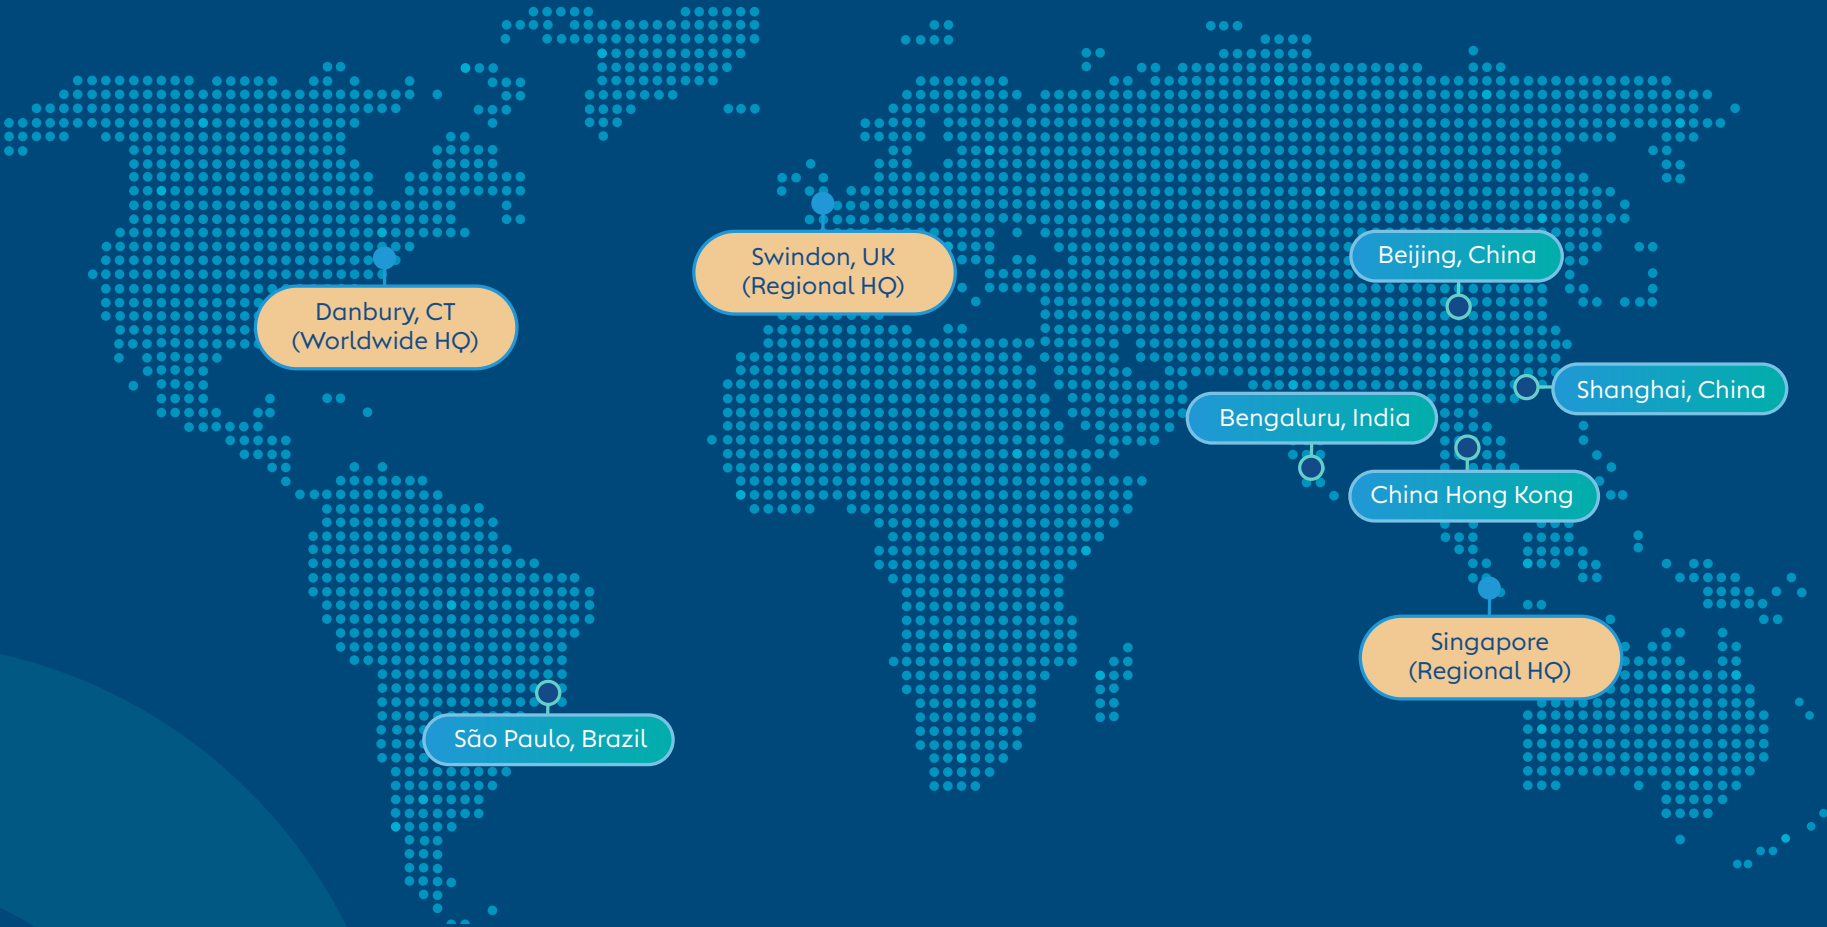 Swindon, UK
(Regional HQ)
Beijing, China
Danbury, CT
(Worldwide HQ)
Shanghai, China
Bengaluru, India
China Hong Kong
Singapore
(Regional HQ)
São Paulo, Brazil